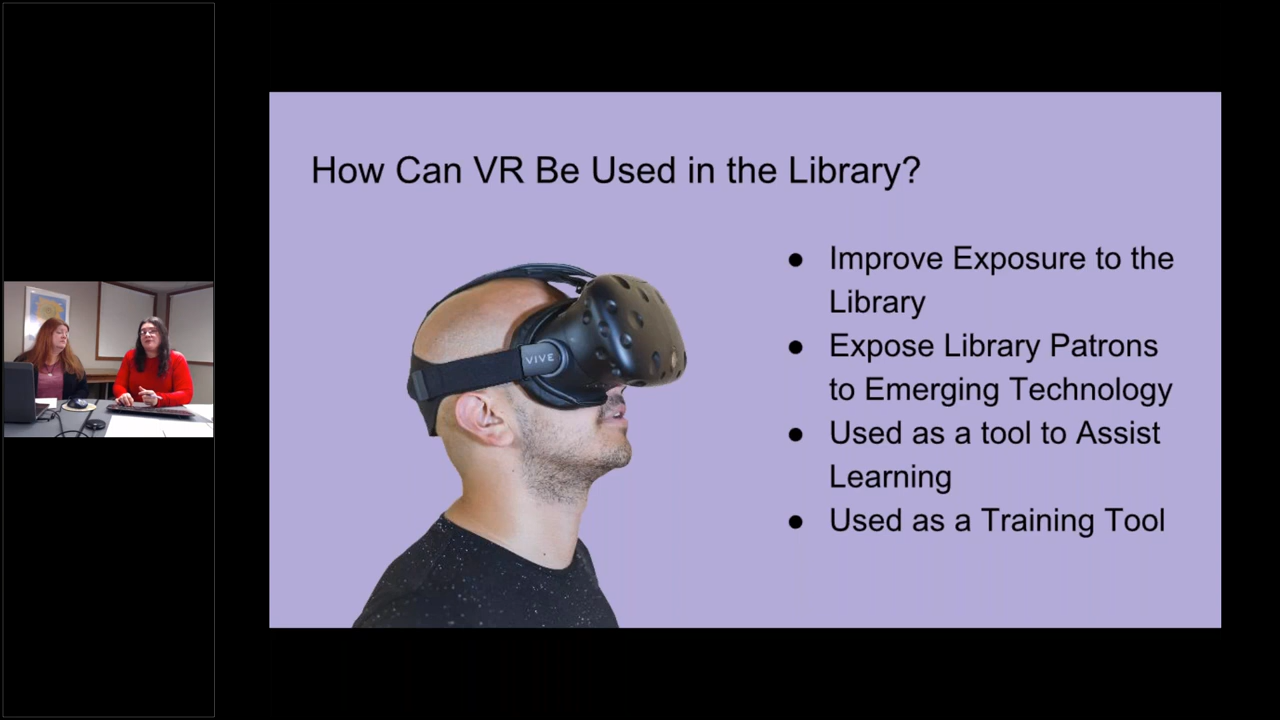 How Can VR Be Used in the Library?
● Improve Exposure to the
Library
● Expose Library Patrons
to Emerging Technology
● Used as a tool to Assist
Learning
● Used as a Training Tool
VIVE